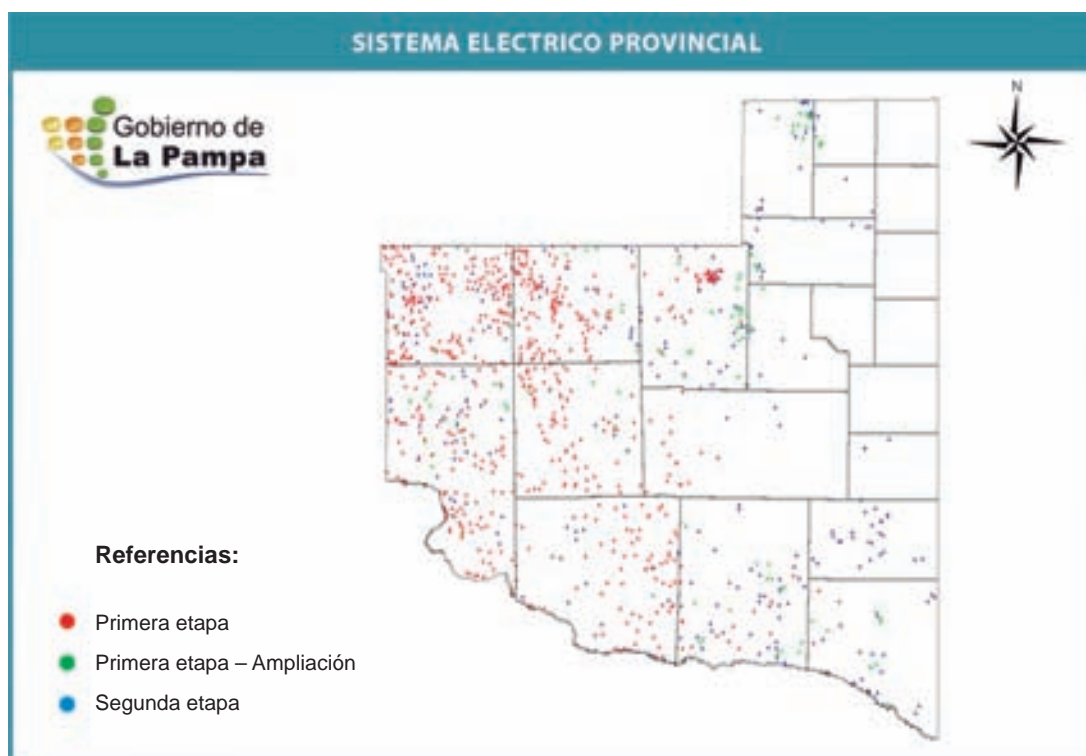 SISTEMA ELECTRICO PROVINCIAL
Gobierno de
La Pampa
N
Referencias:
Primera etapa
Primera etapa – Ampliación
Segunda etapa